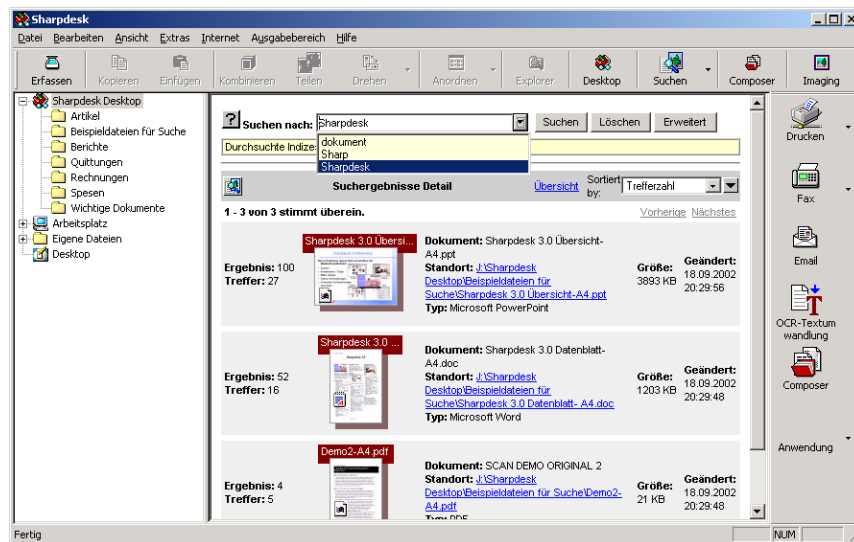 Sharpdesk
Datei Bearbeiten Ansicht Extras Internet Ausgabebereich Hilfe
Erfassen Kopieren Einfügen Kombinieren Teilen Drehen Anordnen Explorer Desktop Suchen Composer Imaging
Sharpdesk Desktop
Artikel
Beispieldateien für Suche
Berichte
Quittungen
Rechnungen
Spesen
Wichtige Dokumente
Arbeitsplatz
Eigene Dateien
Desktop
Suchen nach: Sharpdesk Suchen Löschen Erweitert
dokument
Sharp
Sharpdesk
Durchsuchte Indize
Suchergebnisse Detail Übersicht Sortiert by: Trefferzahl
1 - 3 von 3 stimmt überein. Vorherige Nächstes
Sharpdesk 3.0 Übersi...
Ergebnis: 100
Treffer: 27
Dokument: Sharpdesk 3.0 Übersicht-
A4.ppt
Standort: J:\Sharpdesk
Desktop\Beispieldateien für
Suche\Sharpdesk 3.0 Übersicht-A4.ppt
Typ: Microsoft PowerPoint
Größe:
3893 KB
Geändert:
18.09.2002
20:29:56
Sharpdesk 3.0 ...
Ergebnis: 52
Treffer: 16
Dokument: Sharpdesk 3.0 Datenblatt-
A4.doc
Standort: J:\Sharpdesk
Desktop\Beispieldateien für
Suche\Sharpdesk 3.0 Datenblatt- A4.doc
Typ: Microsoft Word
Größe:
1203 KB
Geändert:
18.09.2002
20:29:48
Demo2-A4.pdf
Ergebnis: 4
Treffer: 5
Dokument: SCAN DEMO ORIGINAL 2
Standort: J:\Sharpdesk
Desktop\Beispieldateien für Suche\Demo2-
A4.pdf
Typ: PDF
Größe:
21 KB
Geändert:
18.09.2002
20:29:48
Drucken
Fax
Email
OCR-Textum
wandlung
Composer
Anwendung
Fertig NUM